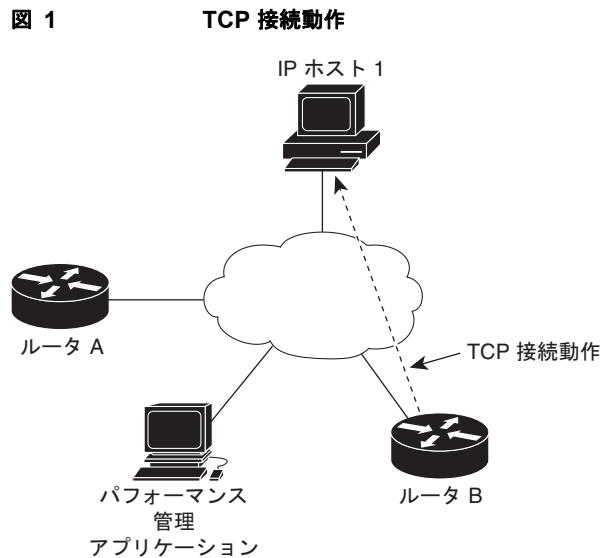 図 1 TCP 接続動作
IP ホスト 1
ルータ A
TCP 接続動作
パフォーマンス
管理
アプリケーション
ルータ B